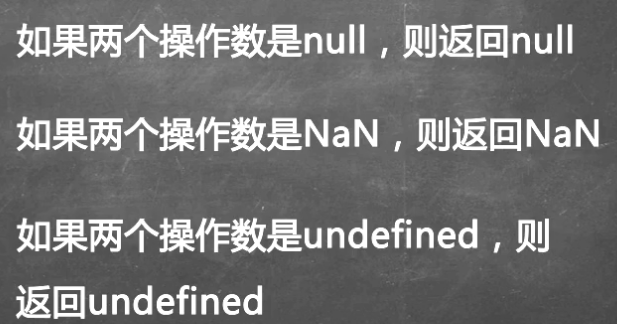 如果两个操作数是null，则返回null
如果两个操作数是NaN，则返回NaN
如果两个操作数是undefined，则
返回undefined